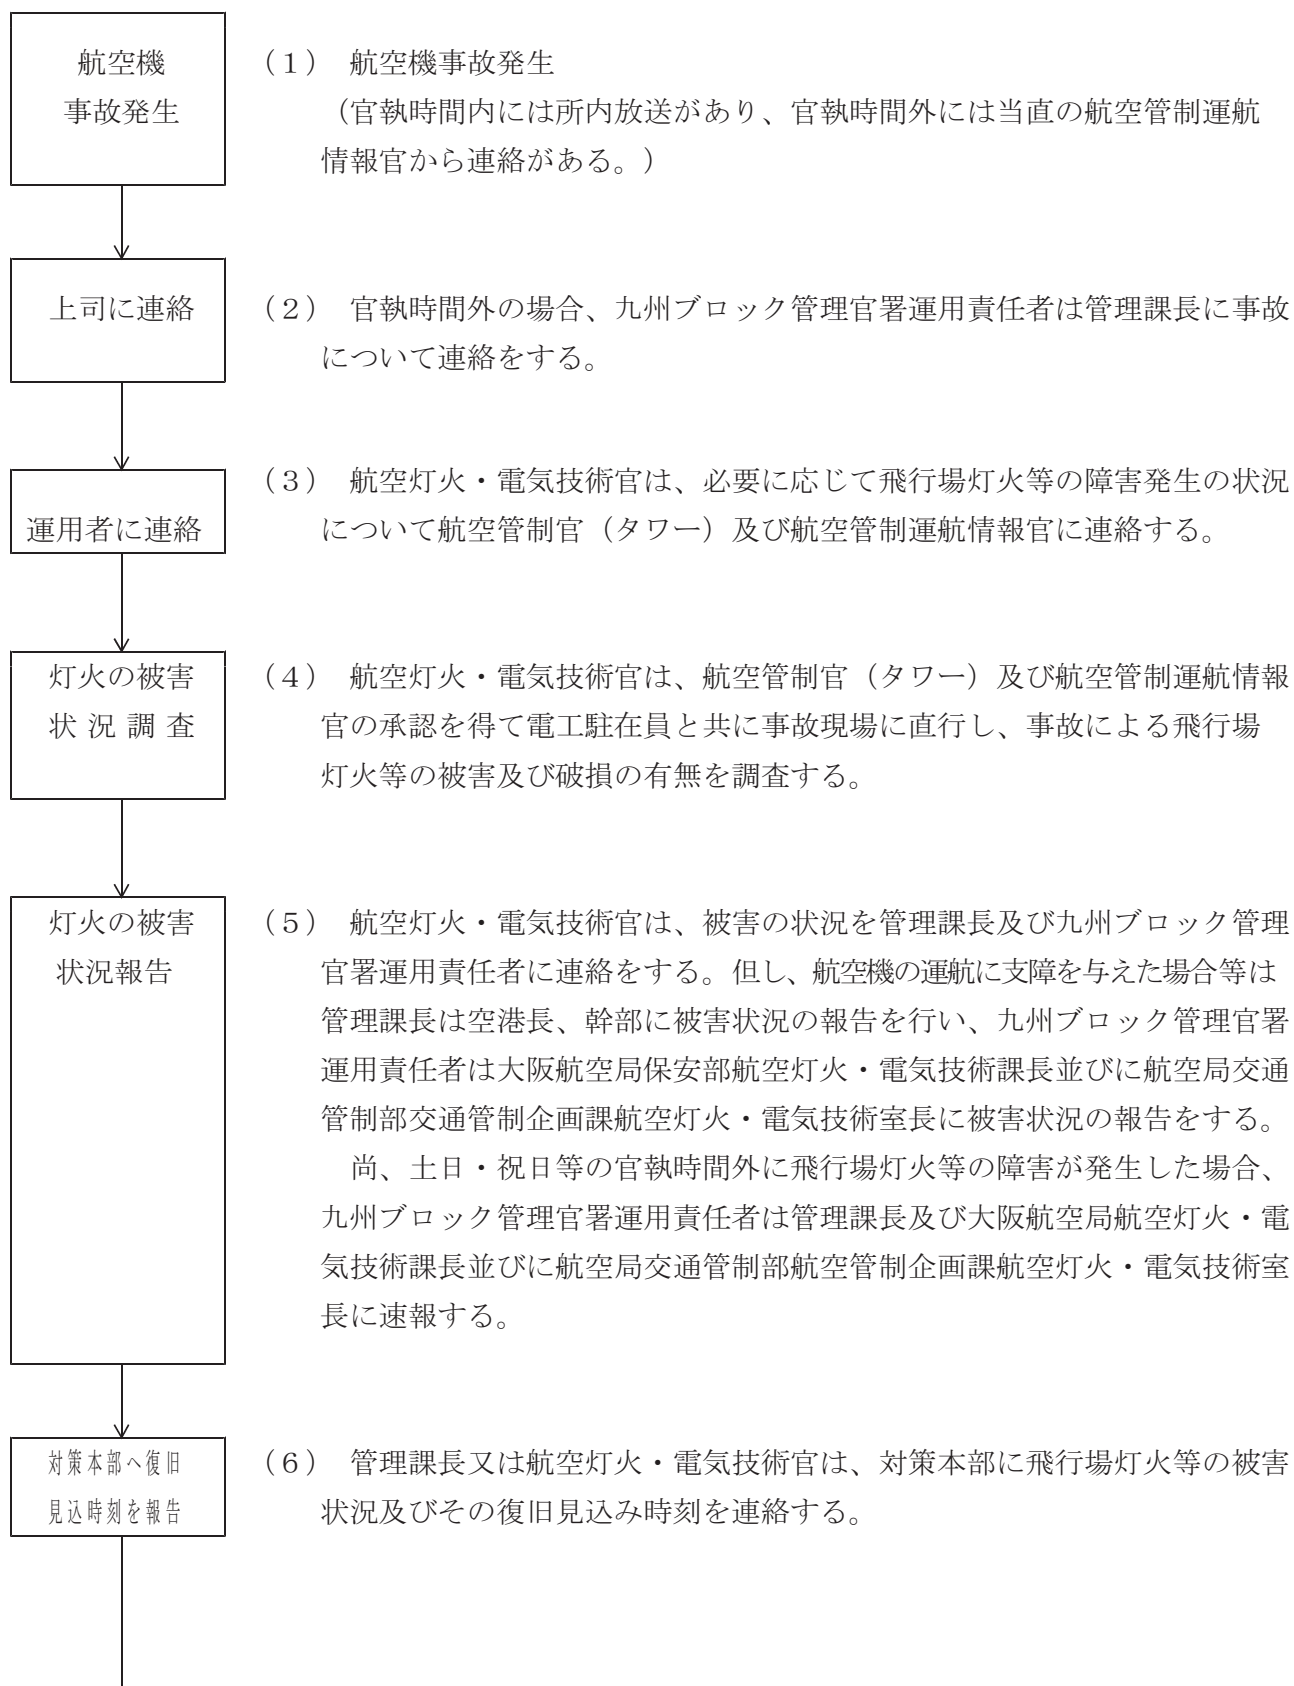 航空機
事故発生
（１） 航空機事故発生
（官執時間内には所内放送があり、官執時間外には当直の航空管制運航
情報官から連絡がある。）
上司に連絡
（２） 官執時間外の場合、九州ブロック管理官署運用責任者は管理課長に事故
について連絡をする。
運用者に連絡
（３） 航空灯火・電気技術官は、必要に応じて飛行場灯火等の障害発生の状況
について航空管制官（タワー）及び航空管制運航情報官に連絡する。
灯火の被害
状況調査
（４） 航空灯火・電気技術官は、航空管制官（タワー）及び航空管制運航情報
官の承認を得て電工駐在員と共に事故現場に直行し、事故による飛行場
灯火等の被害及び破損の有無を調査する。
灯火の被害
状況報告
（５） 航空灯火・電気技術官は、被害の状況を管理課長及び九州ブロック管理
官署運用責任者に連絡をする。但し、航空機の運航に支障を与えた場合等は
管理課長は空港長、幹部に被害状況の報告を行い、九州ブロック管理官署
運用責任者は大阪航空局保安部航空灯火・電気技術課長並びに航空局交通
管制部交通管制企画課航空灯火・電気技術室長に被害状況の報告をする。
尚、土日・祝日等の官執時間外に飛行場灯火等の障害が発生した場合、
九州ブロック管理官署運用責任者は管理課長及び大阪航空局航空灯火・電
気技術課長並びに航空局交通管制部航空管制企画課航空灯火・電気技術室
長に速報する。
対策本部へ復旧
見込時刻を報告
（６） 管理課長又は航空灯火・電気技術官は、対策本部に飛行場灯火等の被害
状況及びその復旧見込み時刻を連絡する。